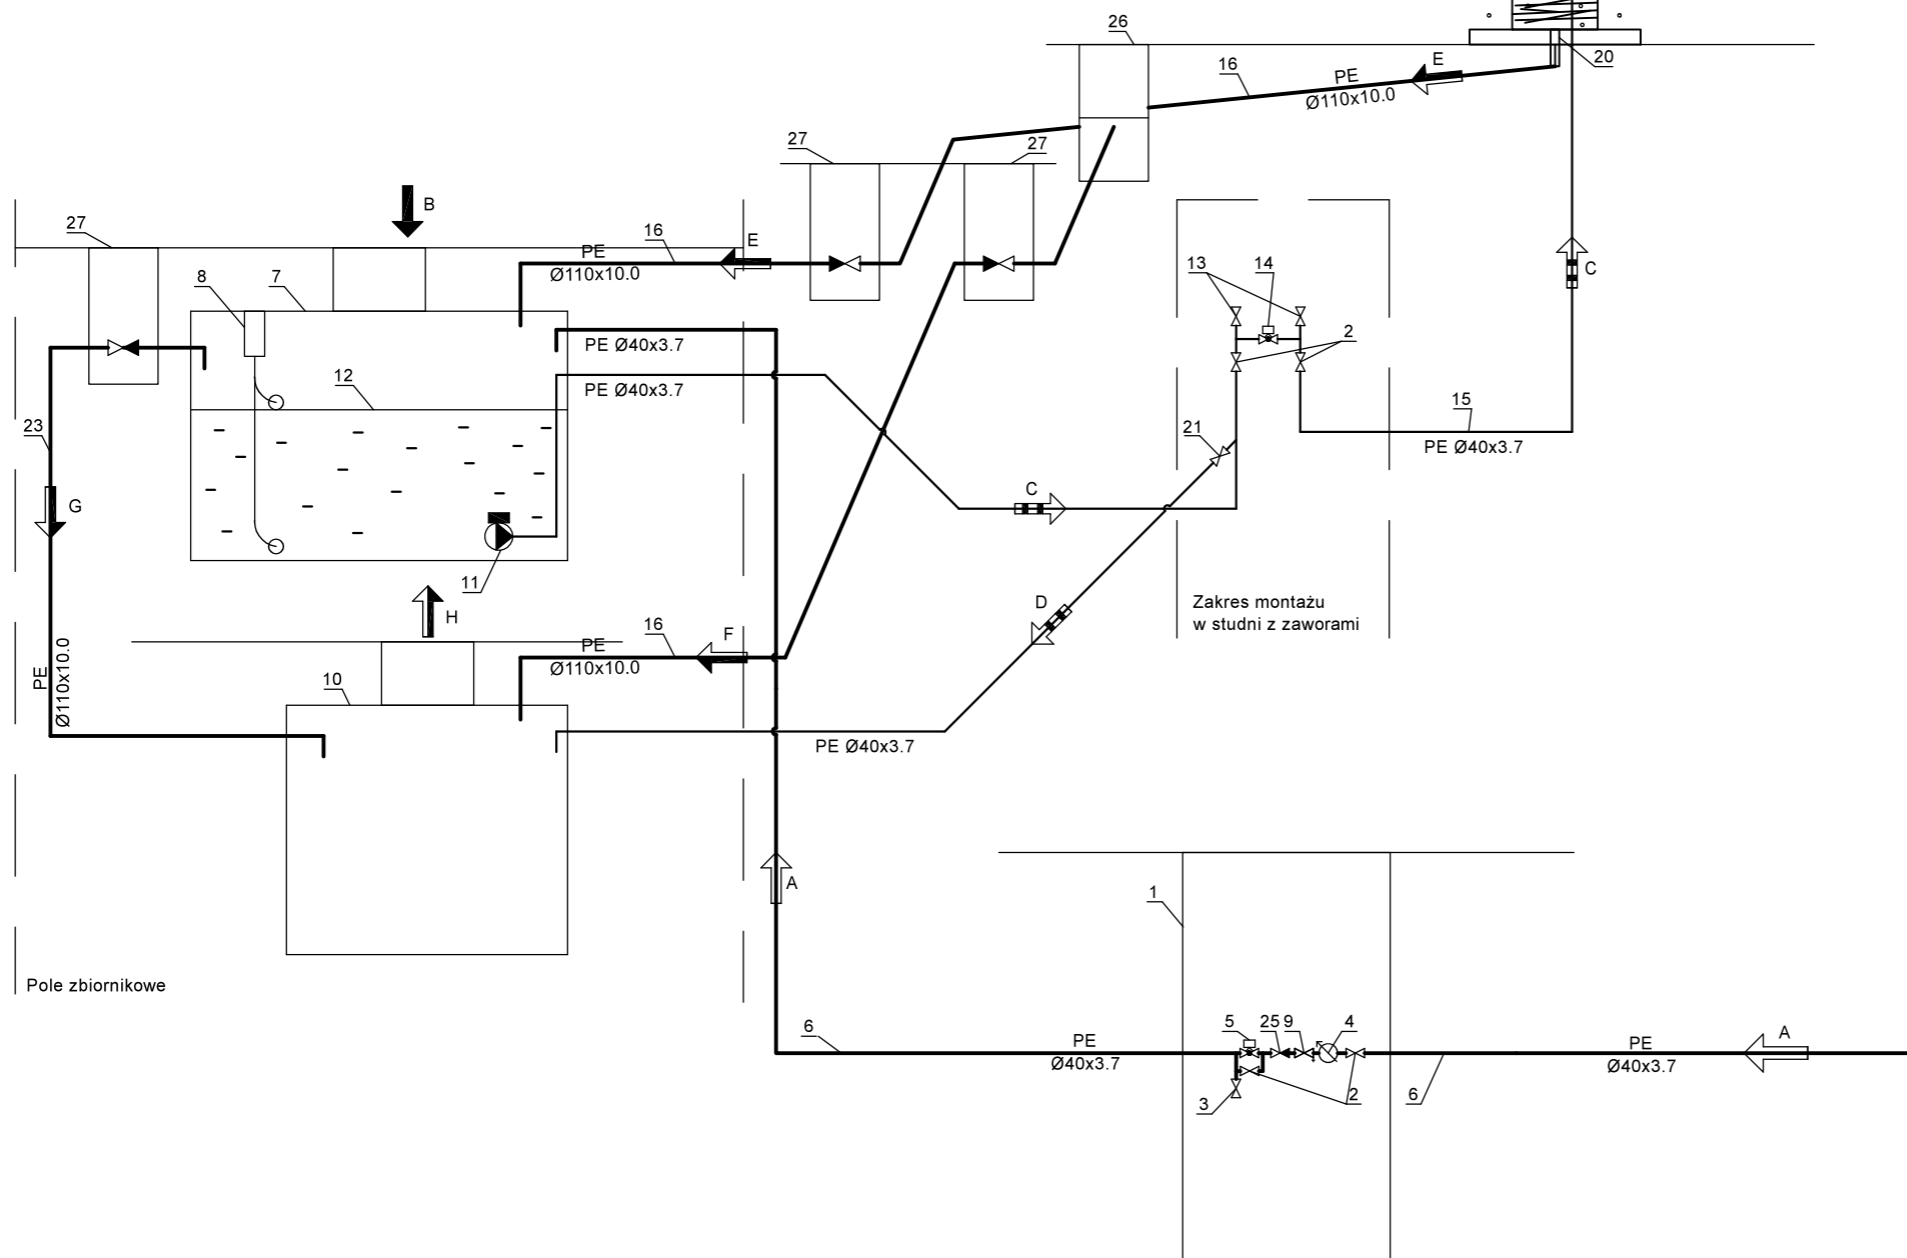 26
20
E
16
PE
Ø110x10.0
27
27
B
27
16
E
PE
Ø110x10.0
8
7
13
14
C
2
PE Ø40x3.7
12
PE Ø40x3.7
15
PE Ø40x3.7
23
21
C
G
11
H
D
Zakres montażu
w studni z zaworami
16
F
PE
Ø110x10.0
PE
Ø110x10.0
10
PE Ø40x3.7
A
1
Pole zbiornikowe
6
PE
Ø40x3.7
5
25
9
4
3
2
6
PE
Ø40x3.7
A